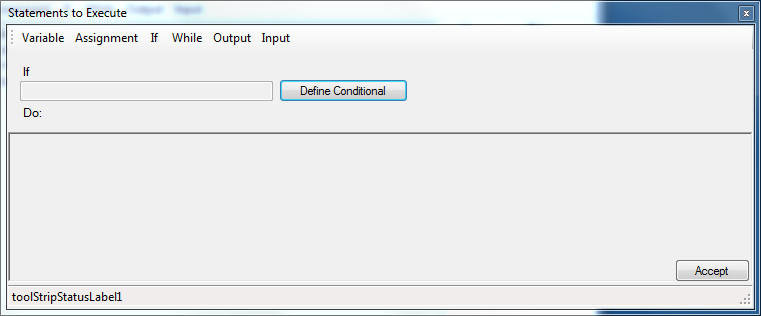 Statements to Execute
Variable Assignment If While Output Input
If
Define Conditional
Do:
Accept
toolStripStatusLabel1